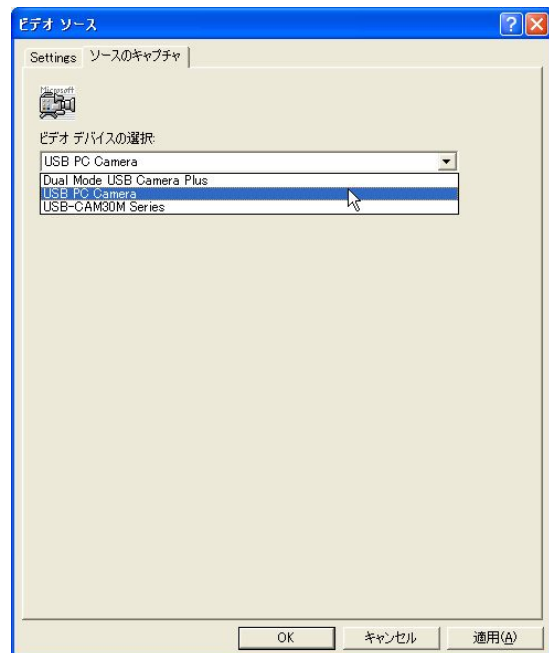 ビデオ ソース
Settings
ソースのキャプチャ
Microsoft
ビデオ デバイスの選択:
USB PC Camera
Dual Mode USB Camera Plus
USB PC Camera
USB-CAM30M Series
OK
キャンセル
適用(A)